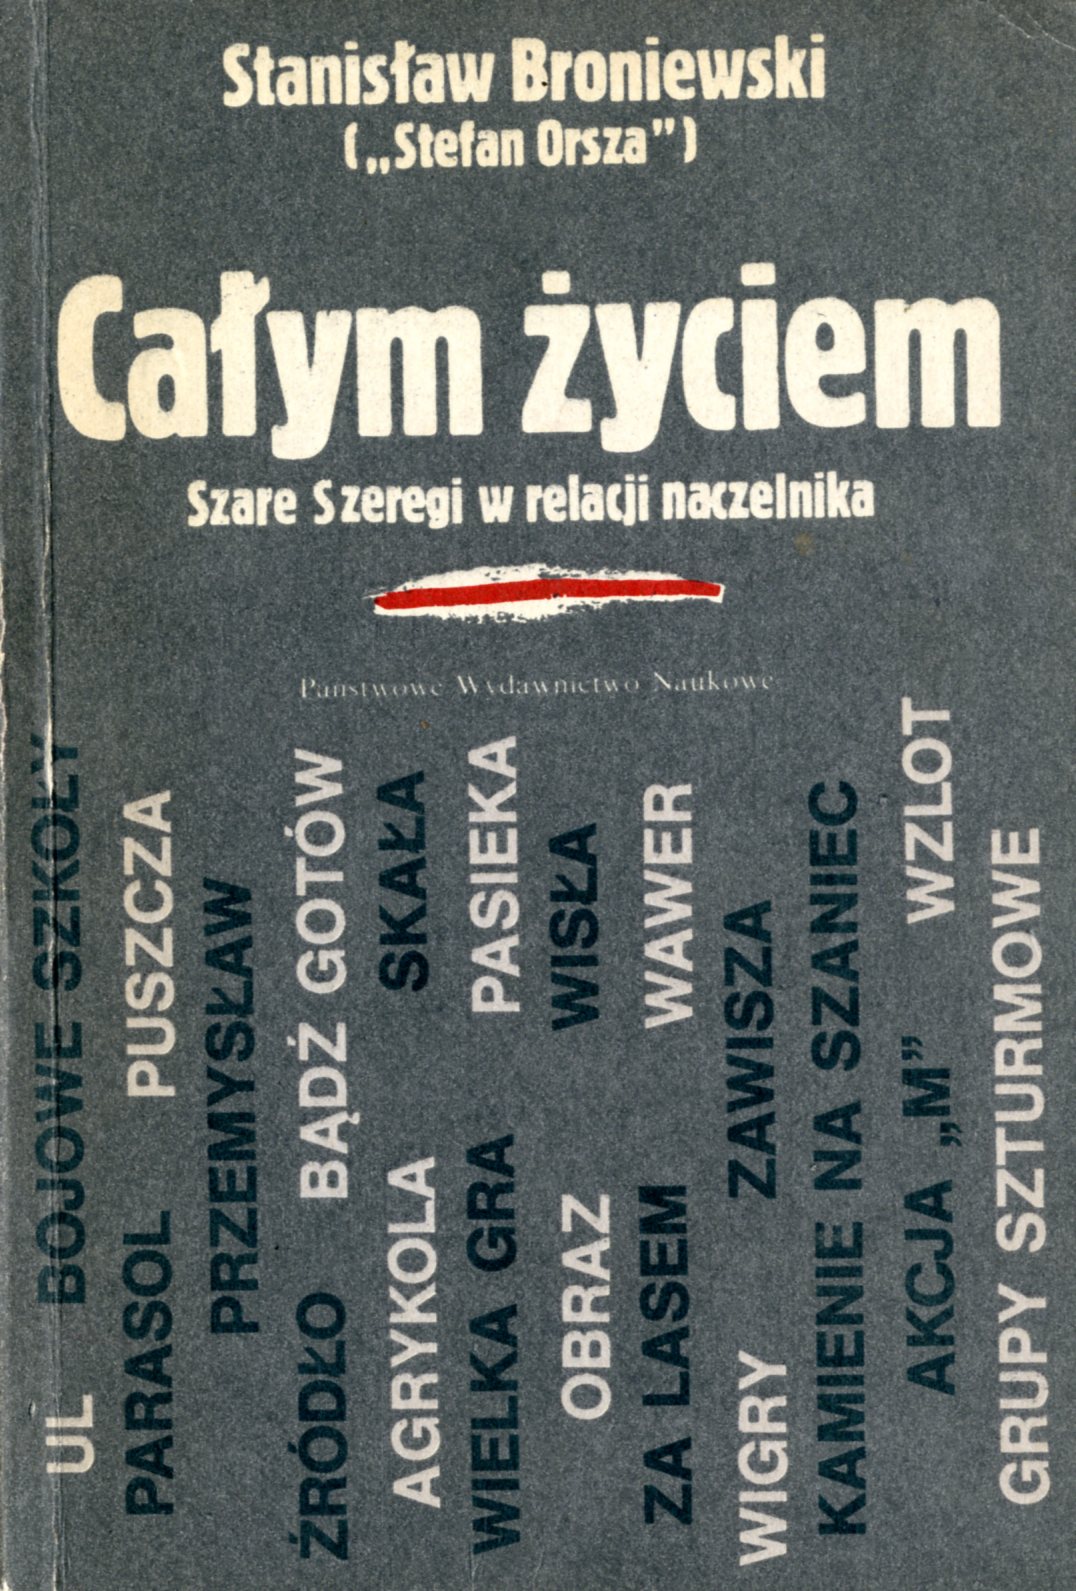 Stanisław Broniewski
(„Stefan Orsza”)
Całym życiem
Szare Szeregi w relacji naczelnika
Państwowe Wydawnictwo Naukowe
UL
BOJOWE SZKOŁY
PARASOL
PUSZCZA
PRZEMYSŁAW
ŹRÓDŁO
BĄDŹ GOTÓW
AGRYKOLA
SKAŁA
WIELKA GRA
PASIEKA
OBRAZ
WISŁA
ZA LASEM
WAWER
WIGRY
ZAWISZA
KAMIENIE NA SZANIEC
AKCJA „M”
WZLOT
GRUPY SZTURMOWE